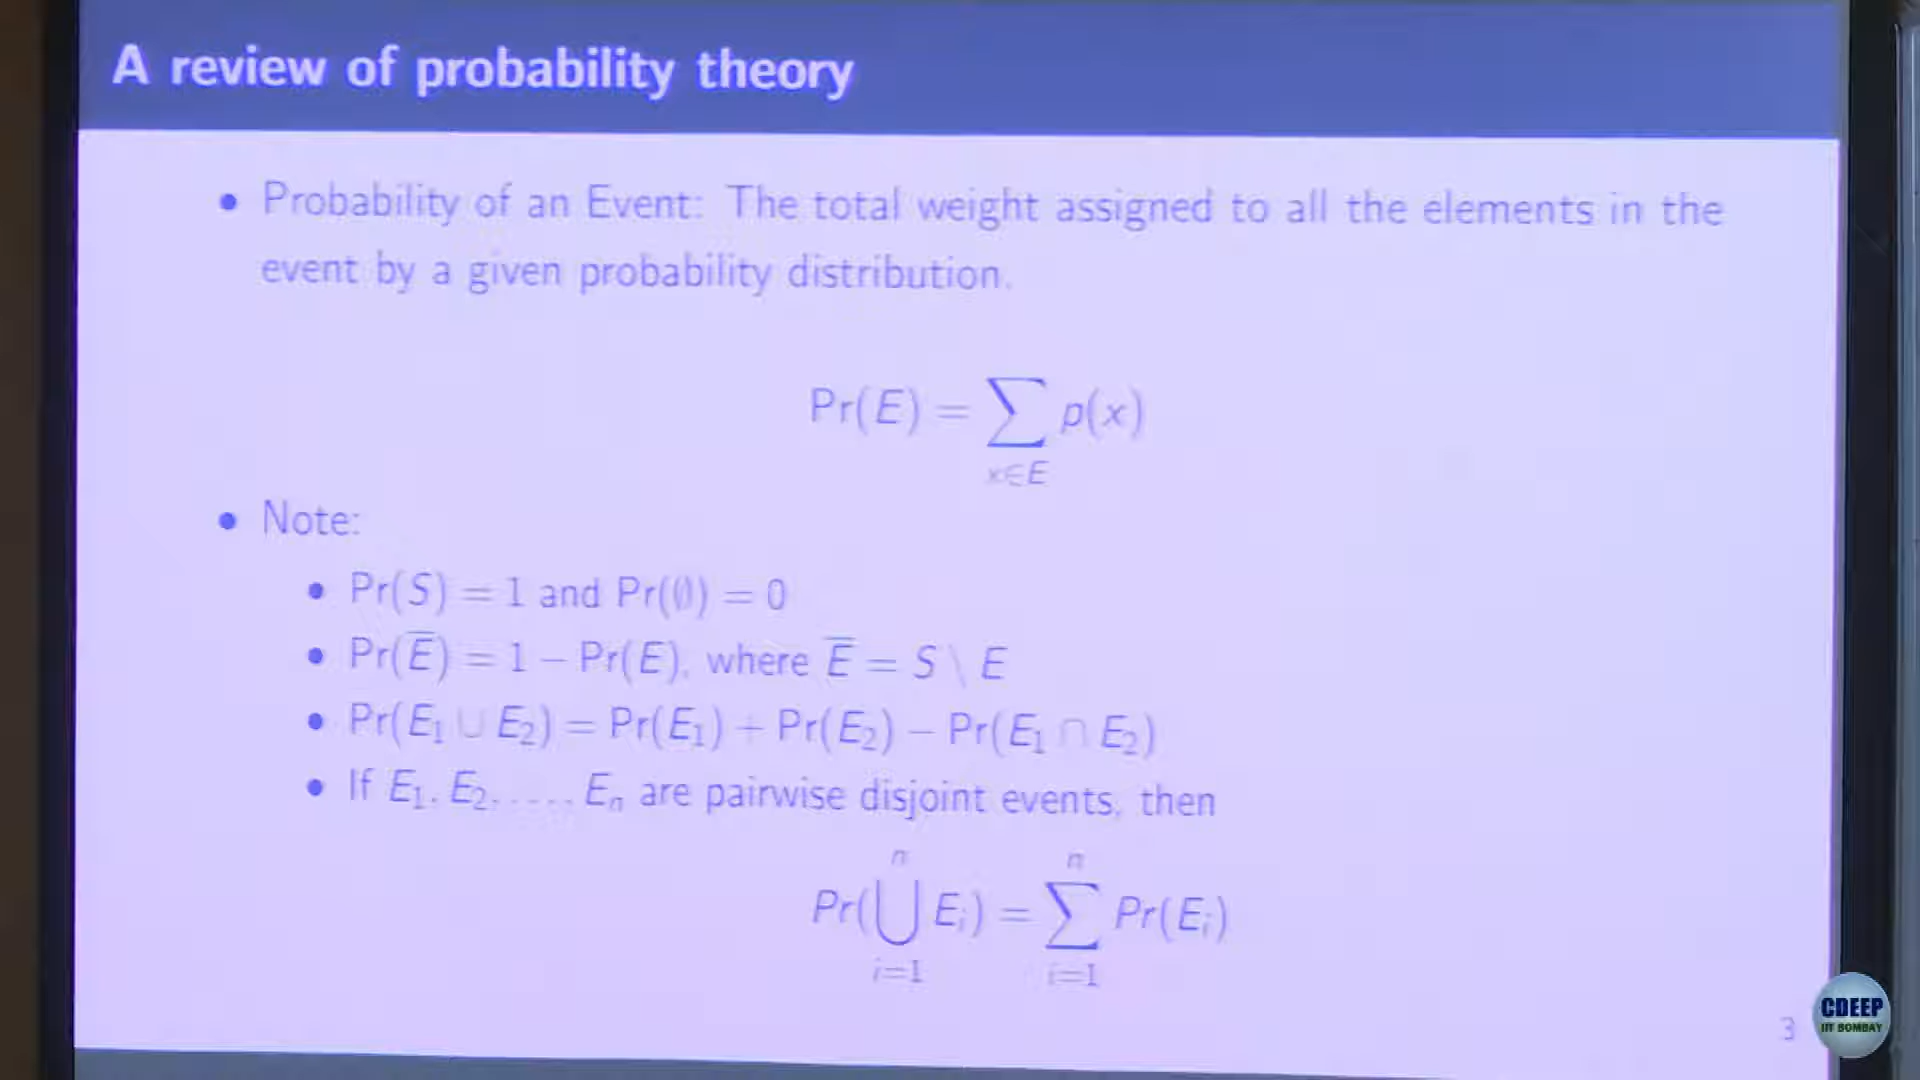 A review of probability theory
• Probability of an Event: The total weight assigned to all the elements in the
event by a given probability distribution.
Pr(E) = ∑ p(x)
x∈E
• Note:
• Pr(S) = 1 and Pr(∅) = 0
• Pr(E̅) = 1 − Pr(E), where E̅ = S \ E
• Pr(E₁ ∪ E₂) = Pr(E₁) + Pr(E₂) − Pr(E₁ ∩ E₂)
• If E₁, E₂, . . . , Eₙ are pairwise disjoint events, then
n n
Pr(⋃ Eᵢ) = ∑ Pr(Eᵢ)
i=1 i=1
3
CDEEP
IIT BOMBAY